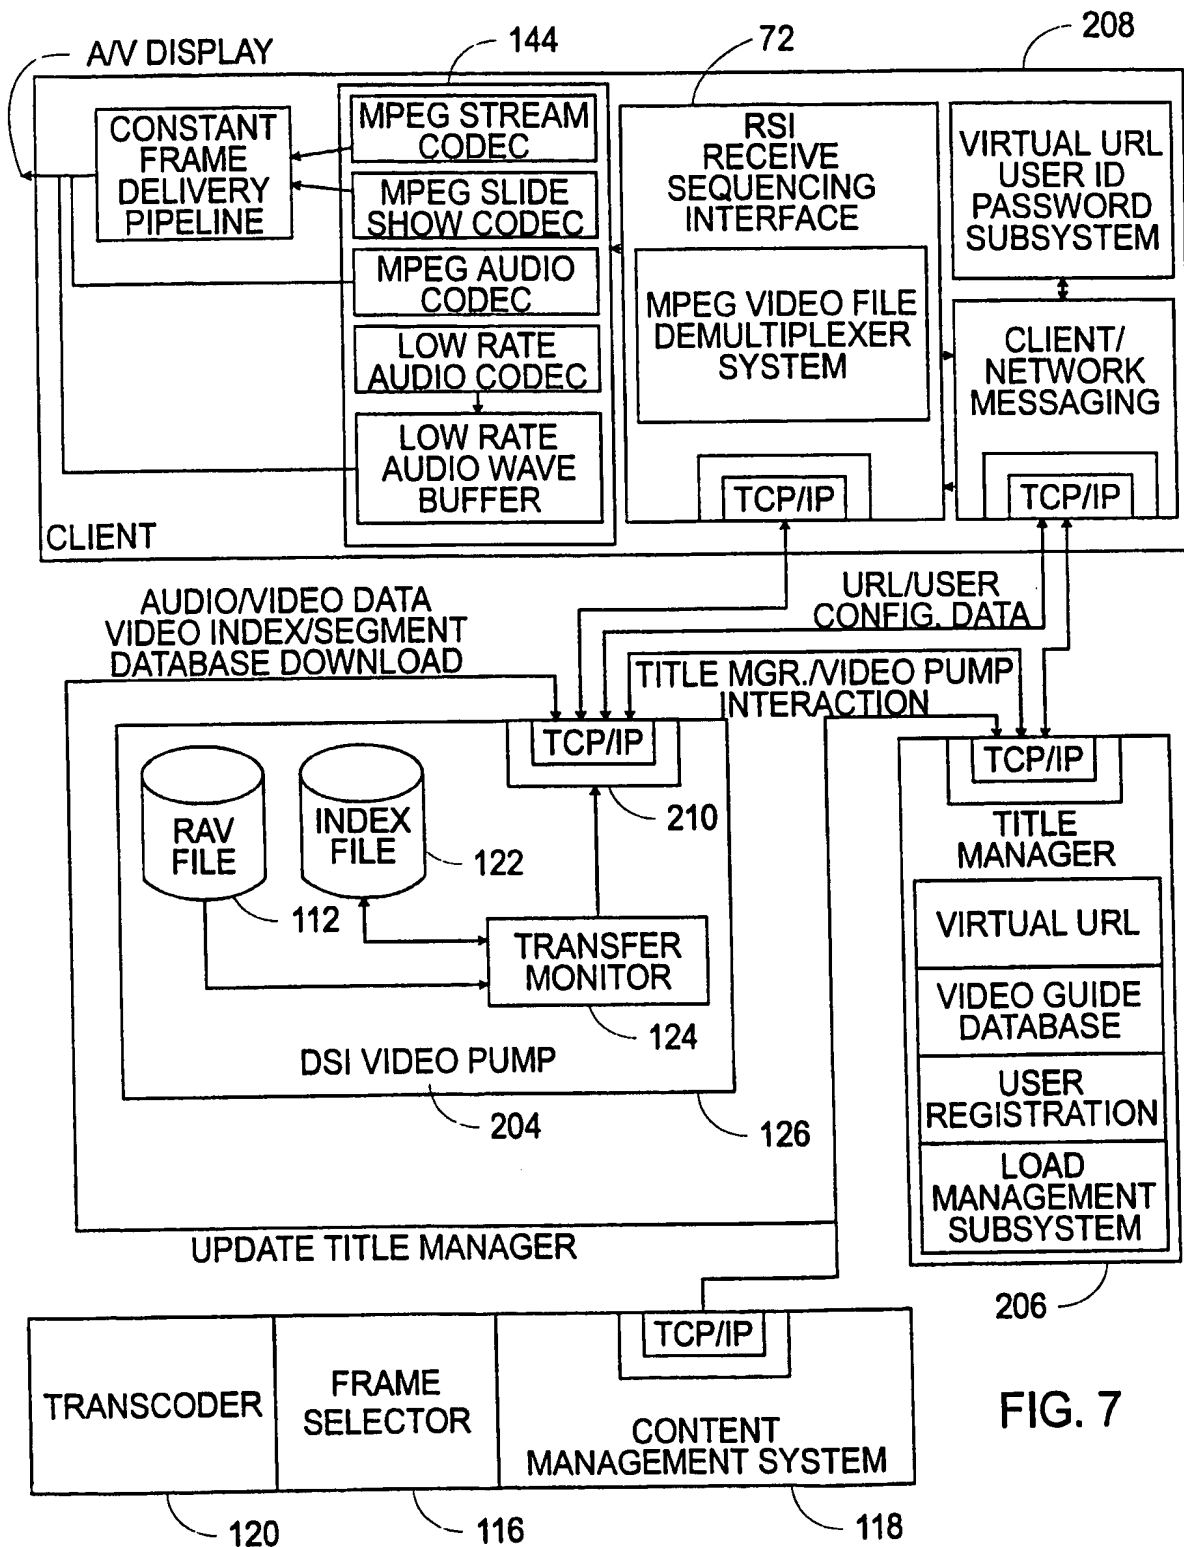 A/V DISPLAY
144
72
208
CONSTANT
FRAME
DELIVERY
PIPELINE
MPEG STREAM
CODEC
MPEG SLIDE
SHOW CODEC
MPEG AUDIO
CODEC
LOW RATE
AUDIO CODEC
LOW RATE
AUDIO WAVE
BUFFER
RSI
RECEIVE
SEQUENCING
INTERFACE
MPEG VIDEO FILE
DEMULTIPLEXER
SYSTEM
TCP/IP
VIRTUAL URL
USER ID
PASSWORD
SUBSYSTEM
CLIENT/
NETWORK
MESSAGING
TCP/IP
CLIENT
AUDIO/VIDEO DATA
VIDEO INDEX/SEGMENT
DATABASE DOWNLOAD
URL/USER
CONFIG. DATA
TITLE MGR./VIDEO PUMP
INTERACTION
TCP/IP
210
RAV
FILE
112
INDEX
FILE
122
TRANSFER
MONITOR
124
DSI VIDEO PUMP
204
126
TCP/IP
TITLE
MANAGER
VIRTUAL URL
VIDEO GUIDE
DATABASE
USER
REGISTRATION
LOAD
MANAGEMENT
SUBSYSTEM
206
UPDATE TITLE MANAGER
TRANSCODER
FRAME
SELECTOR
TCP/IP
CONTENT
MANAGEMENT SYSTEM
120
116
118
FIG. 7